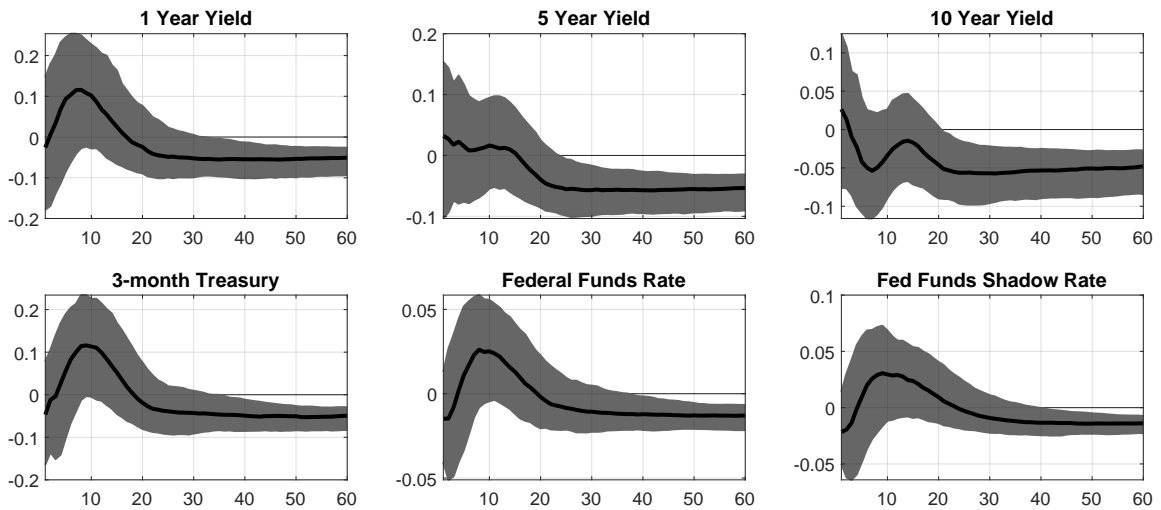 1 Year Yield
0.2
0.1
0
-0.1
-0.2
10 20 30 40 50 60
5 Year Yield
0.2
0.1
0
-0.1
10 20 30 40 50 60
10 Year Yield
0.1
0.05
0
-0.05
-0.1
10 20 30 40 50 60
3-month Treasury
0.2
0.1
0
-0.1
-0.2
10 20 30 40 50 60
Federal Funds Rate
0.05
0
-0.05
10 20 30 40 50 60
Fed Funds Shadow Rate
0.1
0.05
0
-0.05
10 20 30 40 50 60